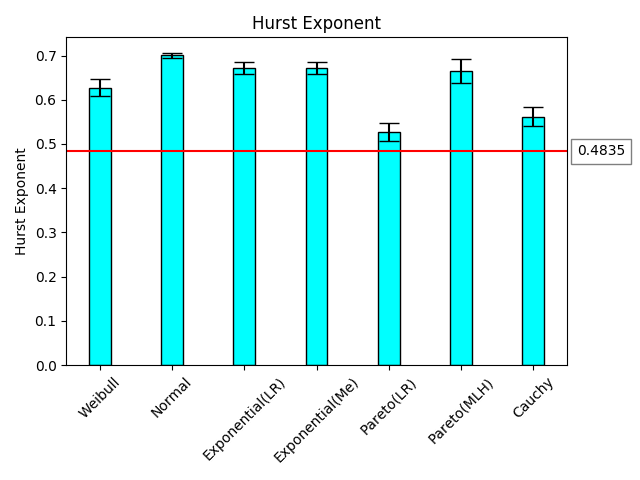 Hurst Exponent
Hurst Exponent
0.7
0.6
0.5
0.4
0.3
0.2
0.1
0.0
0.4835
Weibull
Normal
Exponential(LR)
Exponential(Me)
Pareto(LR)
Pareto(MLH)
Cauchy